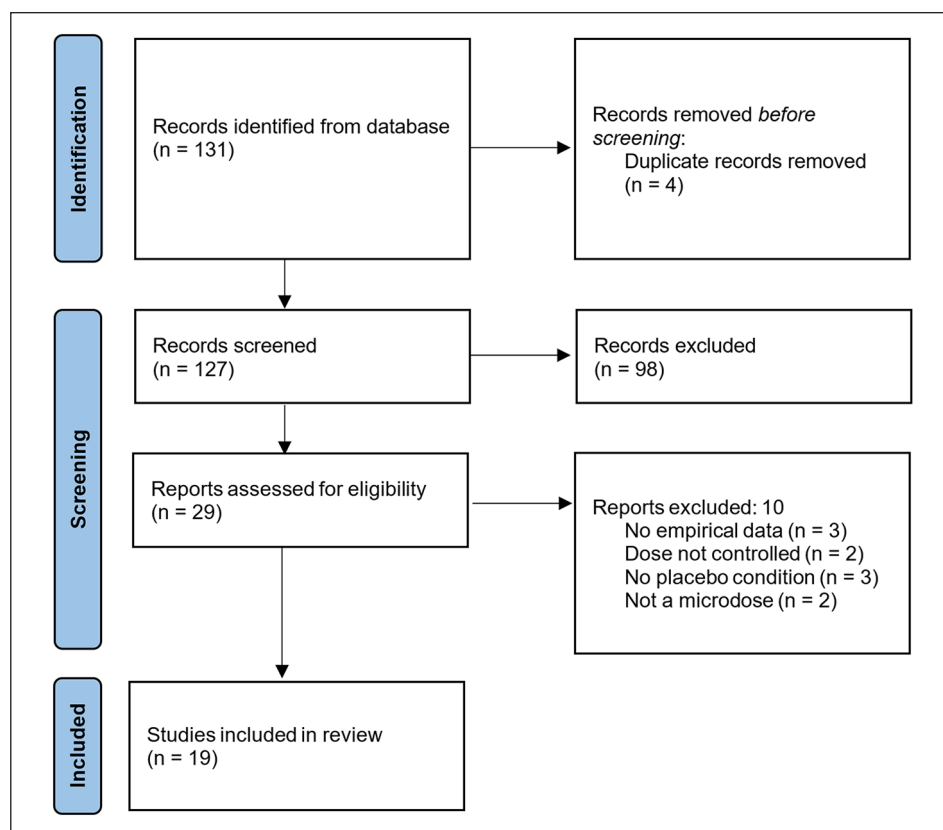 Identification
Records identified from database
(n = 131)
Records removed before
screening:
Duplicate records removed
(n = 4)
Screening
Records screened
(n = 127)
Records excluded
(n = 98)
Reports assessed for eligibility
(n = 29)
Reports excluded: 10
No empirical data (n = 3)
Dose not controlled (n = 2)
No placebo condition (n = 3)
Not a microdose (n = 2)
Included
Studies included in review
(n = 19)